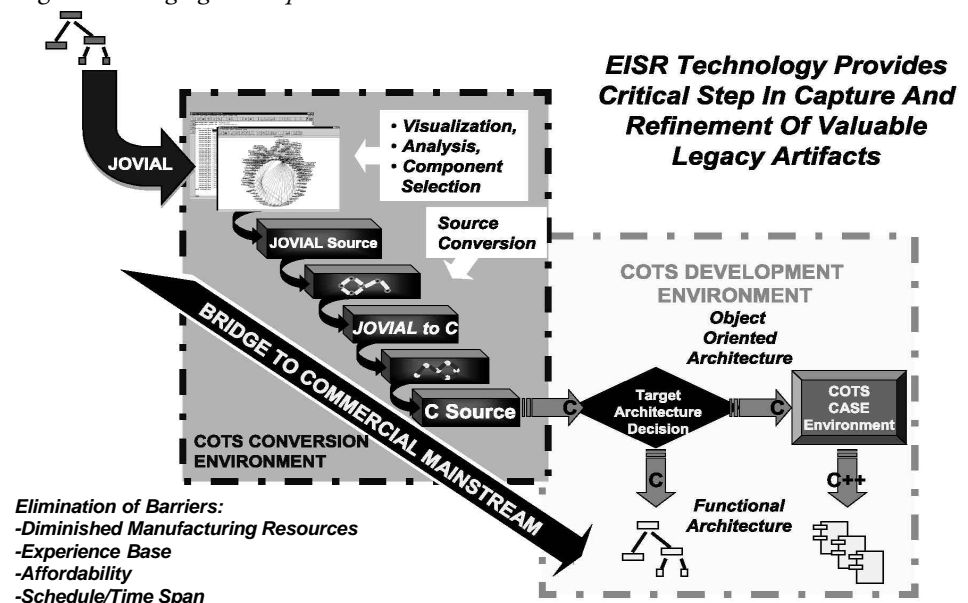 EISR Technology Provides
Critical Step In Capture And
Refinement Of Valuable
Legacy Artifacts
JOVIAL
• Visualization,
• Analysis,
• Component
Selection
Source
Conversion
JOVIAL Source
JOVIAL to C
C Source
BRIDGE TO COMMERCIAL MAINSTREAM
COTS CONVERSION
ENVIRONMENT
COTS DEVELOPMENT
ENVIRONMENT
Object
Oriented
Architecture
C
Target
Architecture
Decision
C
COTS
CASE
Environment
C
C++
Functional
Architecture
Elimination of Barriers:
-Diminished Manufacturing Resources
-Experience Base
-Affordability
-Schedule/Time Span